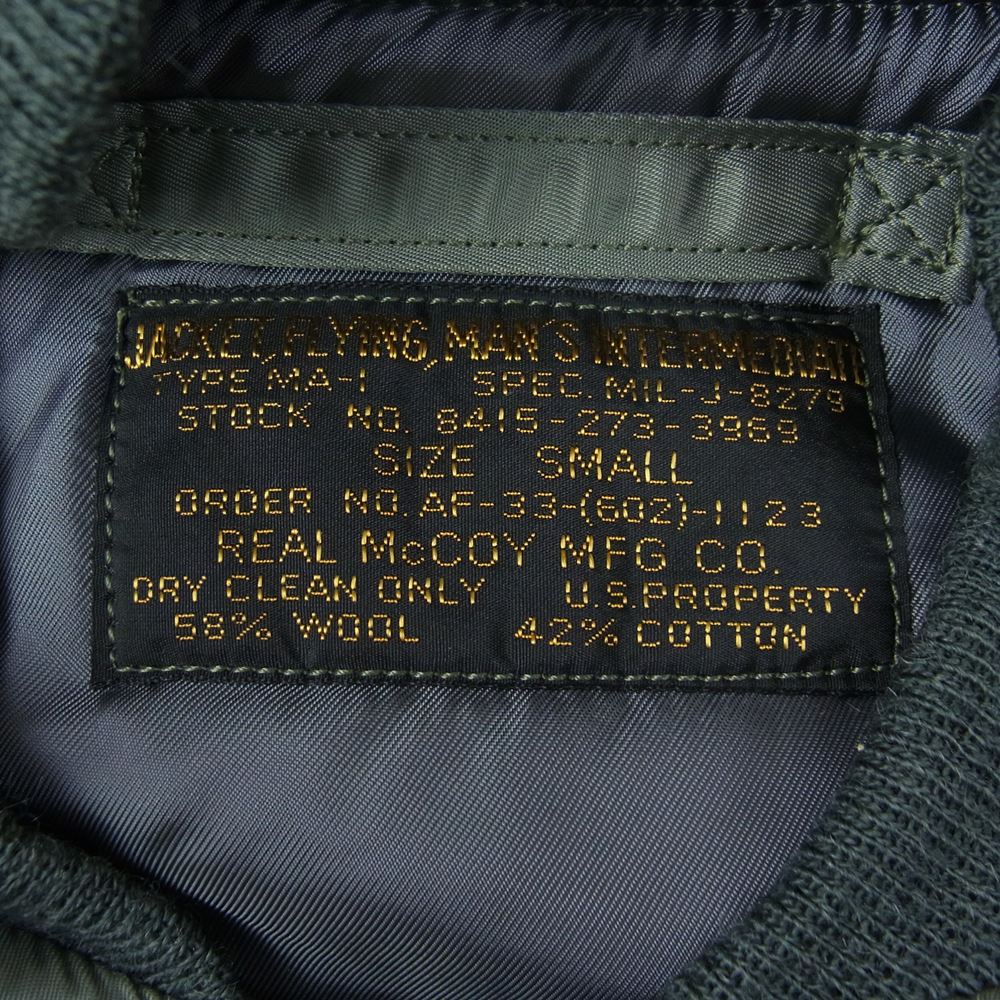 JACKET, FLYING, MAN'S INTERMEDIATE
TYPE MA-1 SPEC. MIL-J-8279
STOCK NO. 8415-273-3969
SIZE SMALL
ORDER NO. AF-33-(602)-1123
REAL McCOY MFG CO.
DRY CLEAN ONLY U.S. PROPERTY
58% WOOL 42% COTTON